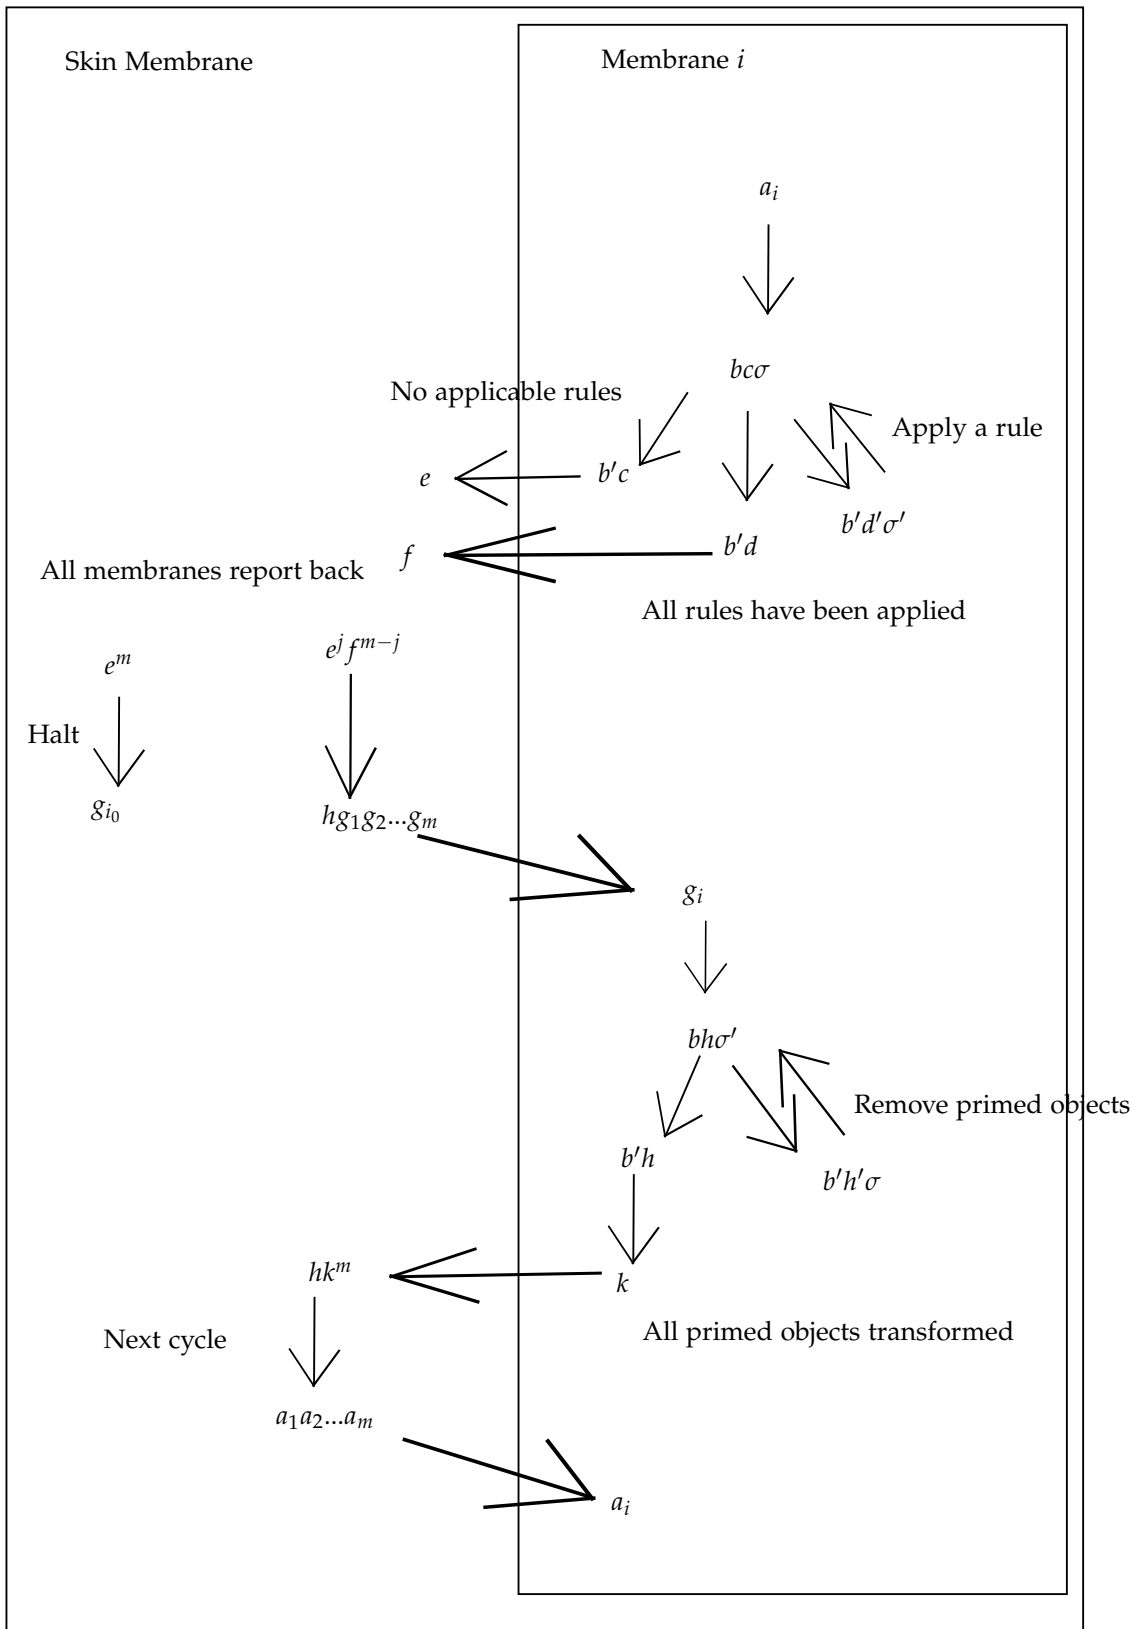 Skin Membrane
Membrane i
a_i
bcσ
No applicable rules
Apply a rule
e
b′c
b′d′σ′
f
b′d
All membranes report back
All rules have been applied
e^m
e^j f^{m−j}
Halt
g_{i_0}
hg_1g_2...g_m
g_i
bhσ′
Remove primed objects
b′h
b′h′σ
hk^m
k
All primed objects transformed
Next cycle
a_1a_2...a_m
a_i